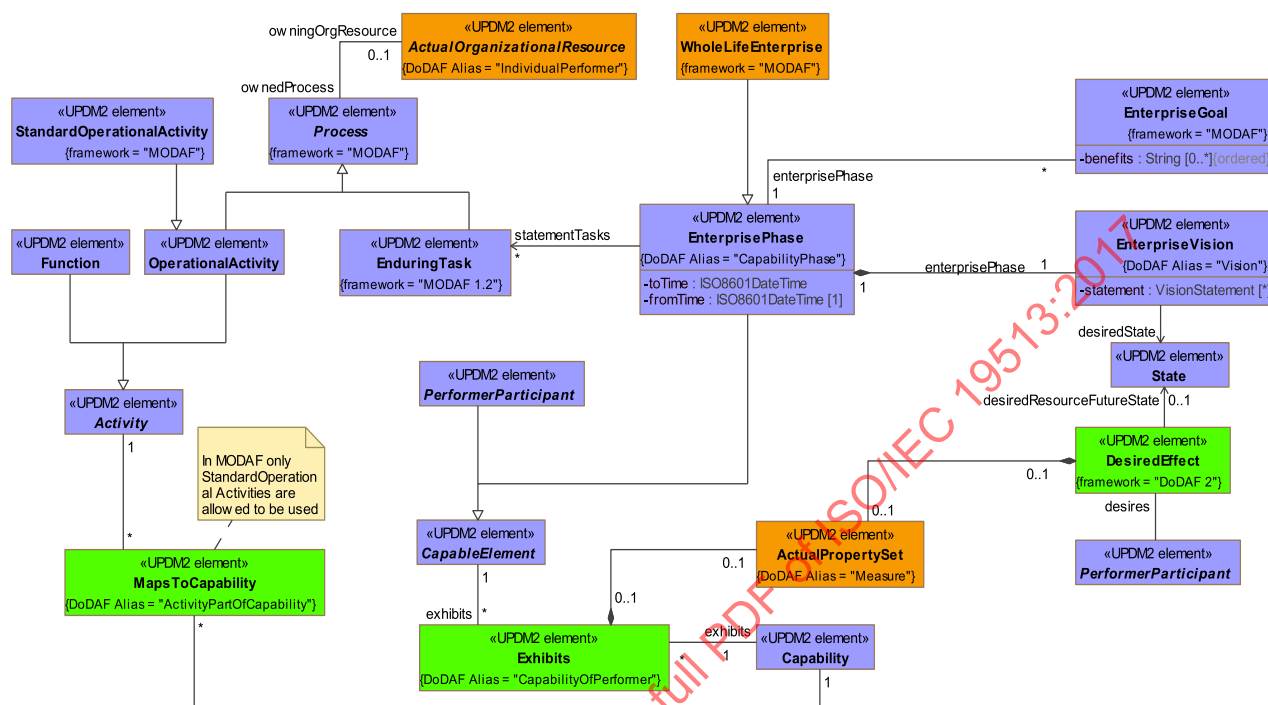 owningOrgResource
0..1
ownedProcess
«UPDM2 element»
ActualOrganizationalResource
{DoDAF Alias = "IndividualPerformer"}
«UPDM2 element»
WholeLifeEnterprise
{framework = "MODAF"}
«UPDM2 element»
StandardOperationalActivity
{framework = "MODAF"}
«UPDM2 element»
Process
{framework = "MODAF"}
«UPDM2 element»
EnterpriseGoal
{framework = "MODAF"}
-benefits : String [0..*]{ordered}
enterprisePhase
1
*
«UPDM2 element»
Function
«UPDM2 element»
OperationalActivity
«UPDM2 element»
EnduringTask
{framework = "MODAF 1.2"}
statementTasks
*
«UPDM2 element»
EnterprisePhase
{DoDAF Alias = "CapabilityPhase"}
-toTime : ISO8601DateTime
-fromTime : ISO8601DateTime [1]
enterprisePhase
1
1
«UPDM2 element»
EnterpriseVision
{DoDAF Alias = "Vision"}
-statement : VisionStatement [*]
desiredState
«UPDM2 element»
State
desiredResourceFutureState
0..1
«UPDM2 element»
PerformerParticipant
«UPDM2 element»
Activity
1
*
In MODAF only
StandardOperation
al Activities are
allowed to be used
«UPDM2 element»
DesiredEffect
{framework = "DoDAF 2"}
0..1
0..1
desires
«UPDM2 element»
CapableElement
1
exhibits
*
«UPDM2 element»
ActualPropertySet
{DoDAF Alias = "Measure"}
0..1
0..1
«UPDM2 element»
PerformerParticipant
«UPDM2 element»
MapsToCapability
{DoDAF Alias = "ActivityPartOfCapability"}
*
«UPDM2 element»
Exhibits
{DoDAF Alias = "CapabilityOfPerformer"}
exhibits
*
1
«UPDM2 element»
Capability
1
full PDF of ISO/IEC 19513:2017